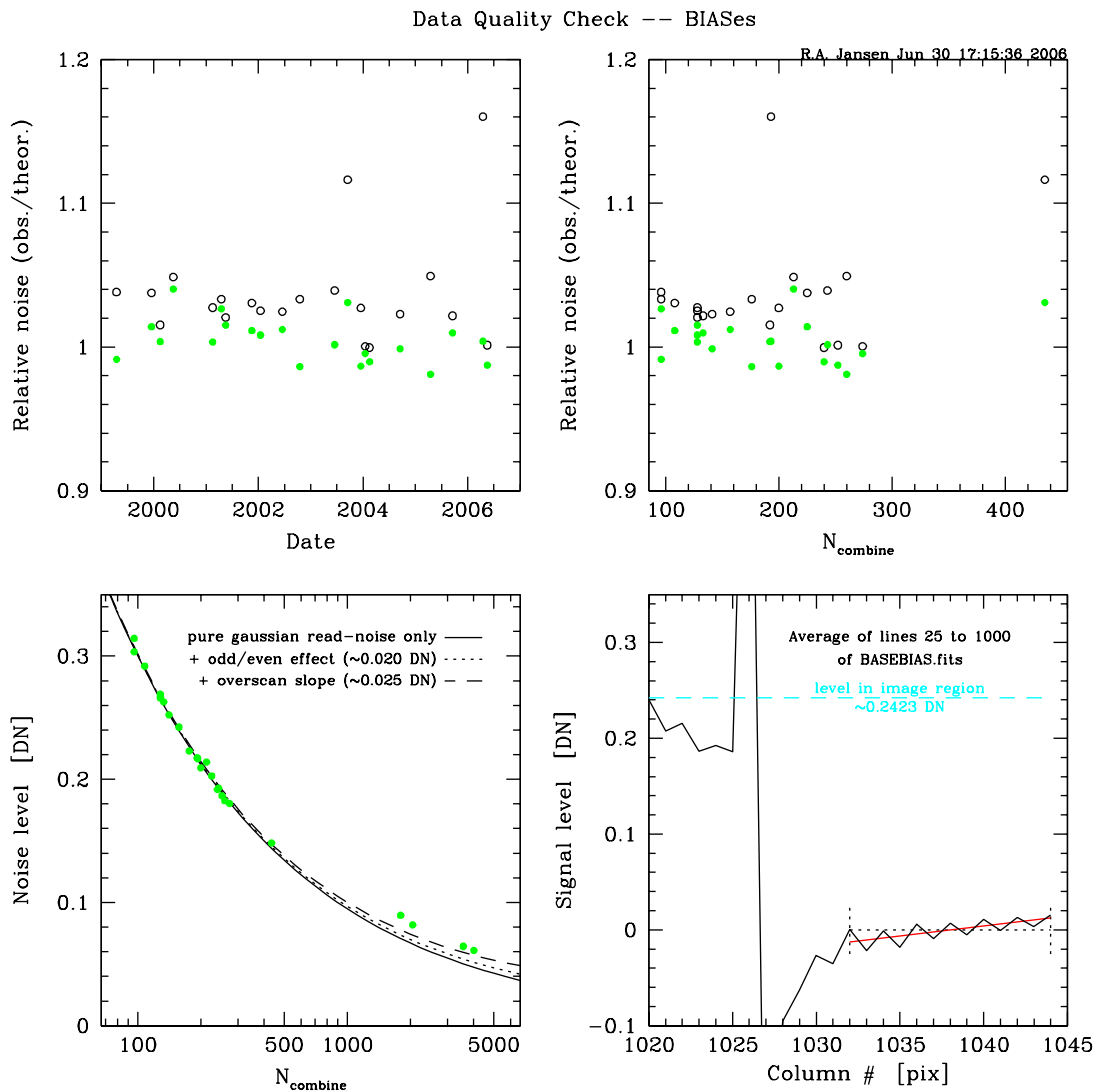 Data Quality Check -- BIASes
R.A. Jansen Jun 30 17:15:36 2006
Relative noise (obs./theor.)
1.2
1.1
1
0.9
2000 2002 2004 2006
Date
Relative noise (obs./theor.)
1.2
1.1
1
0.9
100 200 300 400
Ncombine
Noise level [DN]
0.3
0.2
0.1
0
pure gaussian read-noise only
+ odd/even effect (~0.020 DN)
+ overscan slope (~0.025 DN)
100 500 1000 5000
Ncombine
Signal level [DN]
0.3
0.2
0.1
0
-0.1
Average of lines 25 to 1000
of BASEBIAS.fits
level in image region
~0.2423 DN
1020 1025 1030 1035 1040 1045
Column # [pix]